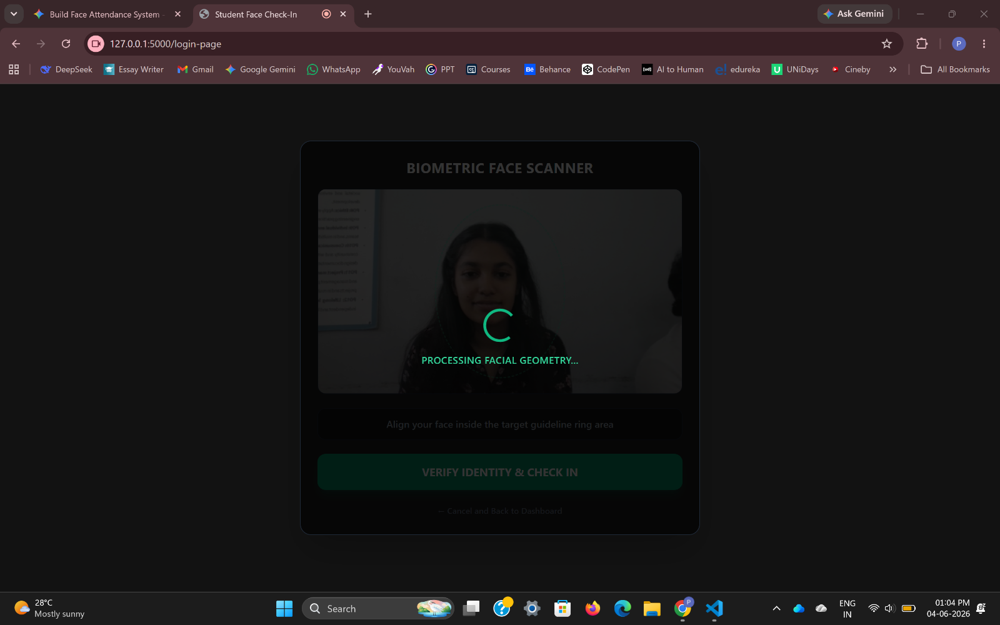 Build Face Attendance System -
Student Face Check-In
Ask Gemini
127.0.0.1:5000/login-page
P
DeepSeek
Essay Writer
Gmail
Google Gemini
WhatsApp
YouVah
PPT
CC Courses
Bē Behance
CodePen
[ud] AI to Human
e! edureka
U UNiDays
Cineby
»
All Bookmarks
BIOMETRIC FACE SCANNER
PROCESSING FACIAL GEOMETRY...
Align your face inside the target guideline ring area
VERIFY IDENTITY & CHECK IN
← Cancel and Back to Dashboard
28°C
Mostly sunny
Search
P
ENG
IN
01:04 PM
04-06-2026